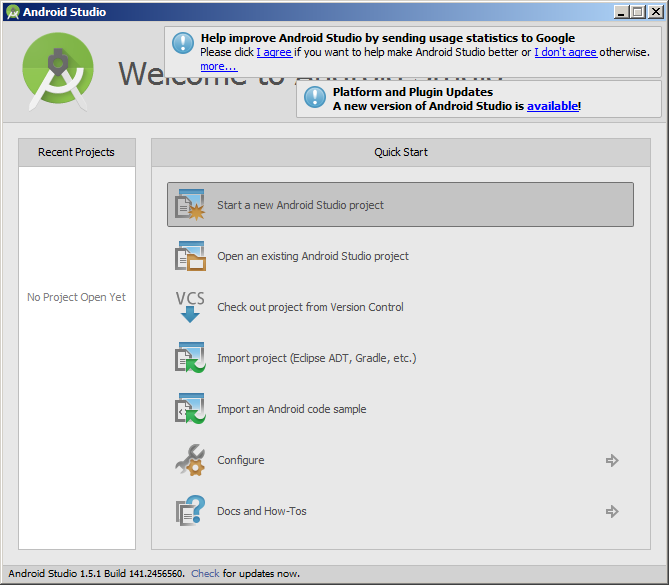 Android Studio
Help improve Android Studio by sending usage statistics to Google
Please click I agree if you want to help make Android Studio better or I don't agree otherwise.
more...
Welcome to Android Studio
Platform and Plugin Updates
A new version of Android Studio is available!
Recent Projects
No Project Open Yet
Quick Start
Start a new Android Studio project
Open an existing Android Studio project
VCS
Check out project from Version Control
Import project (Eclipse ADT, Gradle, etc.)
Import an Android code sample
Configure
Docs and How-Tos
Android Studio 1.5.1 Build 141.2456560. Check for updates now.